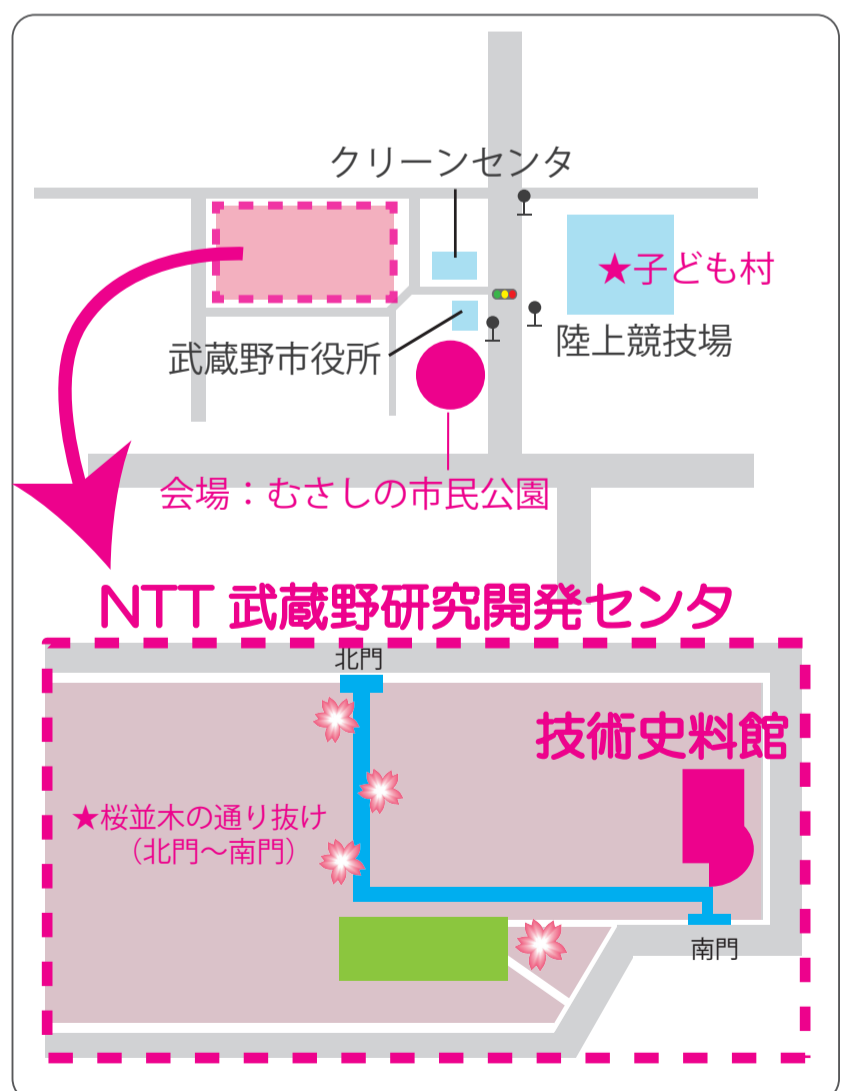 クリーンセンタ
★子ども村
武蔵野市役所
陸上競技場
会場：むさしの市民公園
NTT 武蔵野研究開発センタ
北門
技術史料館
★桜並木の通り抜け
（北門～南門）
南門